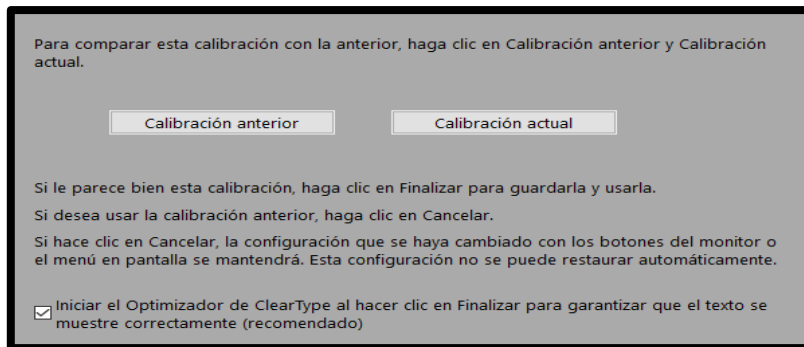 Para comparar esta calibración con la anterior, haga clic en Calibración anterior y Calibración
actual.
Calibración anterior
Calibración actual
Si le parece bien esta calibración, haga clic en Finalizar para guardarla y usarla.
Si desea usar la calibración anterior, haga clic en Cancelar.
Si hace clic en Cancelar, la configuración que se haya cambiado con los botones del monitor o
el menú en pantalla se mantendrá. Esta configuración no se puede restaurar automáticamente.
Iniciar el Optimizador de ClearType al hacer clic en Finalizar para garantizar que el texto se
muestre correctamente (recomendado)